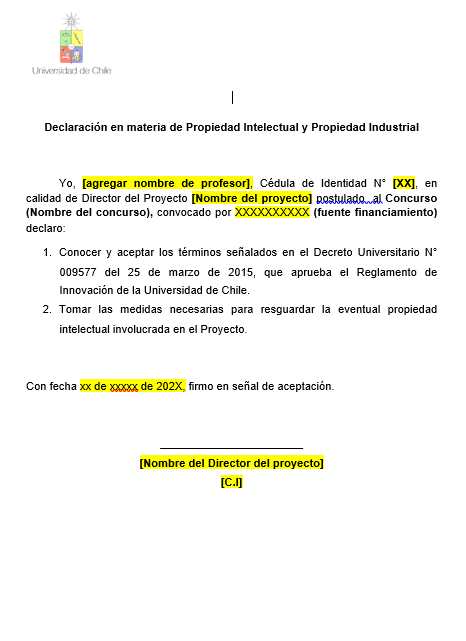 Universidad de Chile
Declaración en materia de Propiedad Intelectual y Propiedad Industrial
Yo, [agregar nombre de profesor], Cédula de Identidad N° [XX], en
calidad de Director del Proyecto [Nombre del proyecto] postulado al Concurso
(Nombre del concurso), convocado por XXXXXXXXXX (fuente financiamiento)
declaro:
1. Conocer y aceptar los términos señalados en el Decreto Universitario N°
009577 del 25 de marzo de 2015, que aprueba el Reglamento de
Innovación de la Universidad de Chile.
2. Tomar las medidas necesarias para resguardar la eventual propiedad
intelectual involucrada en el Proyecto.
Con fecha xx de xxxxx de 202X, firmo en señal de aceptación.
[Nombre del Director del proyecto]
[C.I]